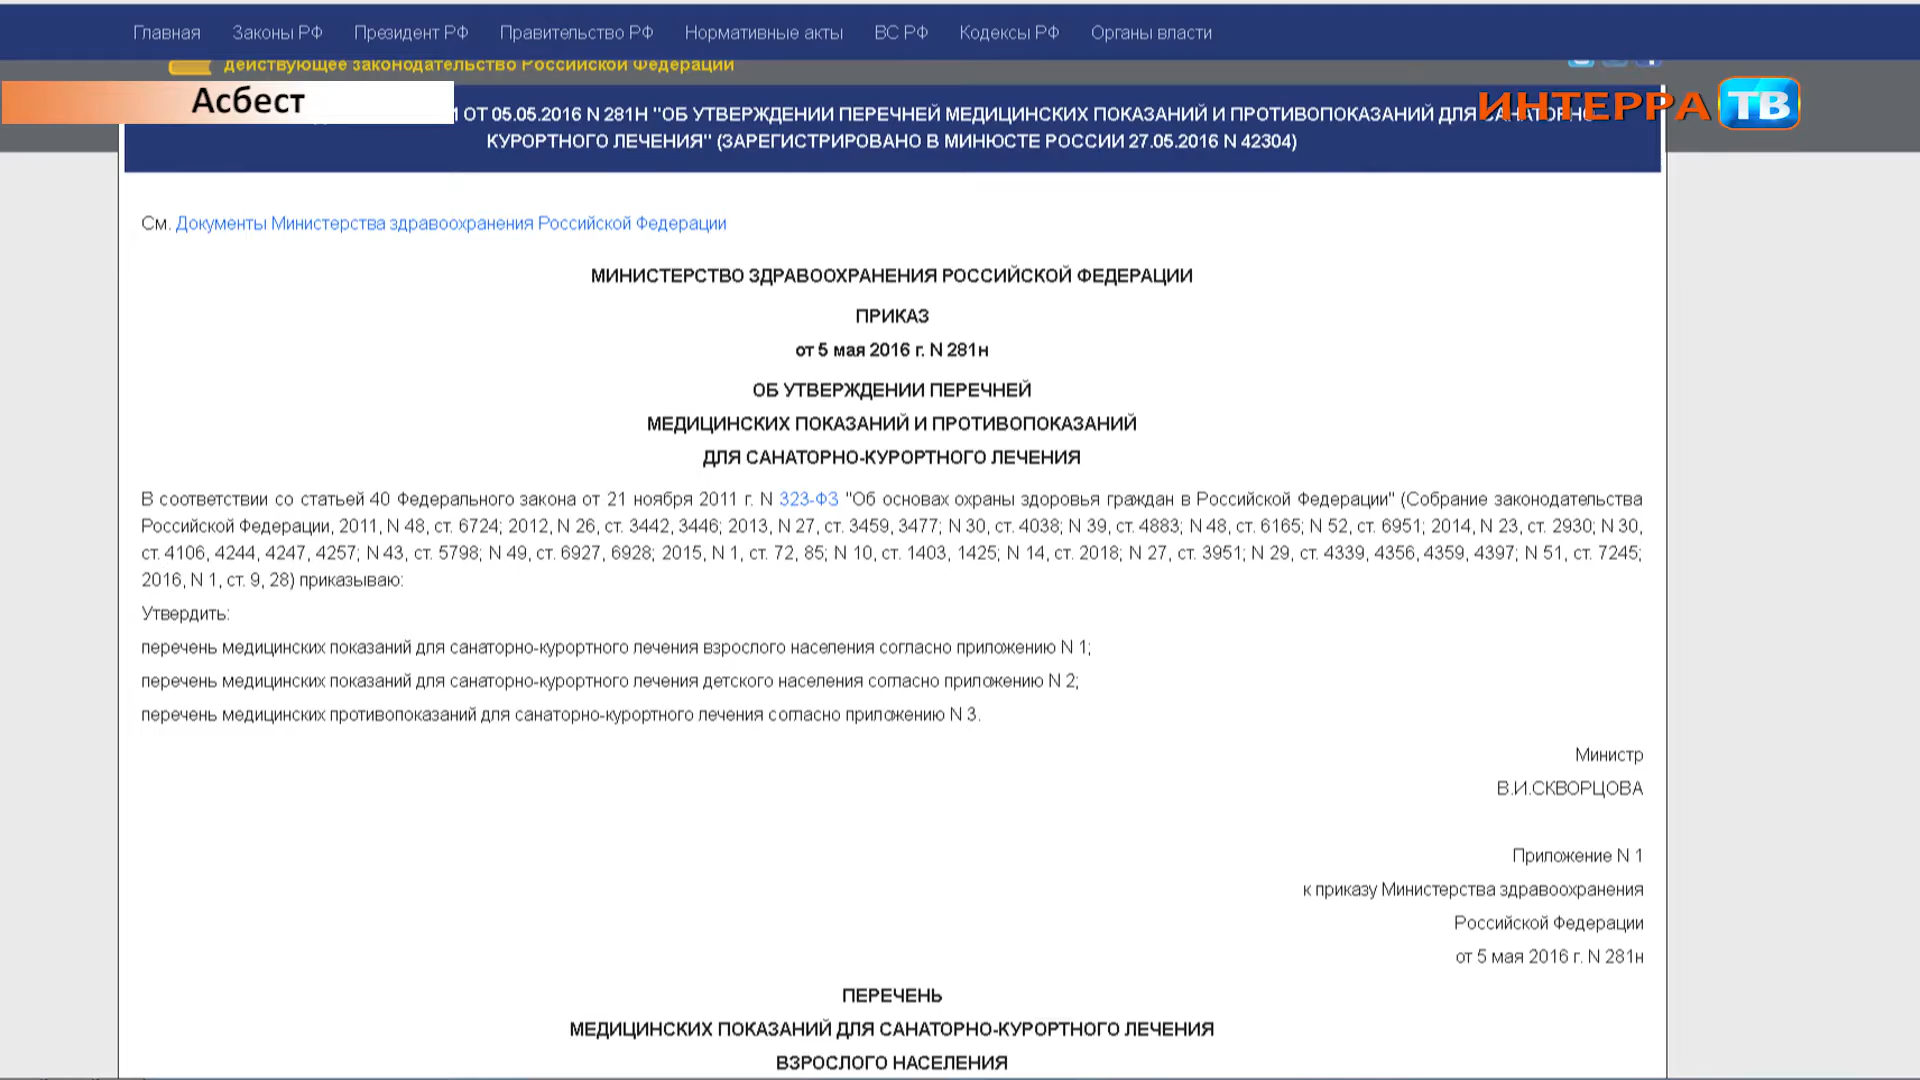 Главная Законы РФ Президент РФ Правительство РФ Нормативные акты ВС РФ Кодексы РФ Органы власти
действующее законодательство Российской Федерации
Асбест
ИНТЕРРА ТВ
ОТ 05.05.2016 N 281Н "ОБ УТВЕРЖДЕНИИ ПЕРЕЧНЕЙ МЕДИЦИНСКИХ ПОКАЗАНИЙ И ПРОТИВОПОКАЗАНИЙ ДЛЯ САНАТОРНО
КУРОРТНОГО ЛЕЧЕНИЯ" (ЗАРЕГИСТРИРОВАНО В МИНЮСТЕ РОССИИ 27.05.2016 N 42304)
См. Документы Министерства здравоохранения Российской Федерации
МИНИСТЕРСТВО ЗДРАВООХРАНЕНИЯ РОССИЙСКОЙ ФЕДЕРАЦИИ
ПРИКАЗ
от 5 мая 2016 г. N 281н
ОБ УТВЕРЖДЕНИИ ПЕРЕЧНЕЙ
МЕДИЦИНСКИХ ПОКАЗАНИЙ И ПРОТИВОПОКАЗАНИЙ
ДЛЯ САНАТОРНО-КУРОРТНОГО ЛЕЧЕНИЯ
В соответствии со статьей 40 Федерального закона от 21 ноября 2011 г. N 323-ФЗ "Об основах охраны здоровья граждан в Российской Федерации" (Собрание законодательства
Российской Федерации, 2011, N 48, ст. 6724; 2012, N 26, ст. 3442, 3446; 2013, N 27, ст. 3459, 3477; N 30, ст. 4038; N 39, ст. 4883; N 48, ст. 6165; N 52, ст. 6951; 2014, N 23, ст. 2930; N 30,
ст. 4106, 4244, 4247, 4257; N 43, ст. 5798; N 49, ст. 6927, 6928; 2015, N 1, ст. 72, 85; N 10, ст. 1403, 1425; N 14, ст. 2018; N 27, ст. 3951; N 29, ст. 4339, 4356, 4359, 4397; N 51, ст. 7245;
2016, N 1, ст. 9, 28) приказываю:
Утвердить:
перечень медицинских показаний для санаторно-курортного лечения взрослого населения согласно приложению N 1;
перечень медицинских показаний для санаторно-курортного лечения детского населения согласно приложению N 2;
перечень медицинских противопоказаний для санаторно-курортного лечения согласно приложению N 3.
Министр
В.И.СКВОРЦОВА
Приложение N 1
к приказу Министерства здравоохранения
Российской Федерации
от 5 мая 2016 г. N 281н
ПЕРЕЧЕНЬ
МЕДИЦИНСКИХ ПОКАЗАНИЙ ДЛЯ САНАТОРНО-КУРОРТНОГО ЛЕЧЕНИЯ
ВЗРОСЛОГО НАСЕЛЕНИЯ